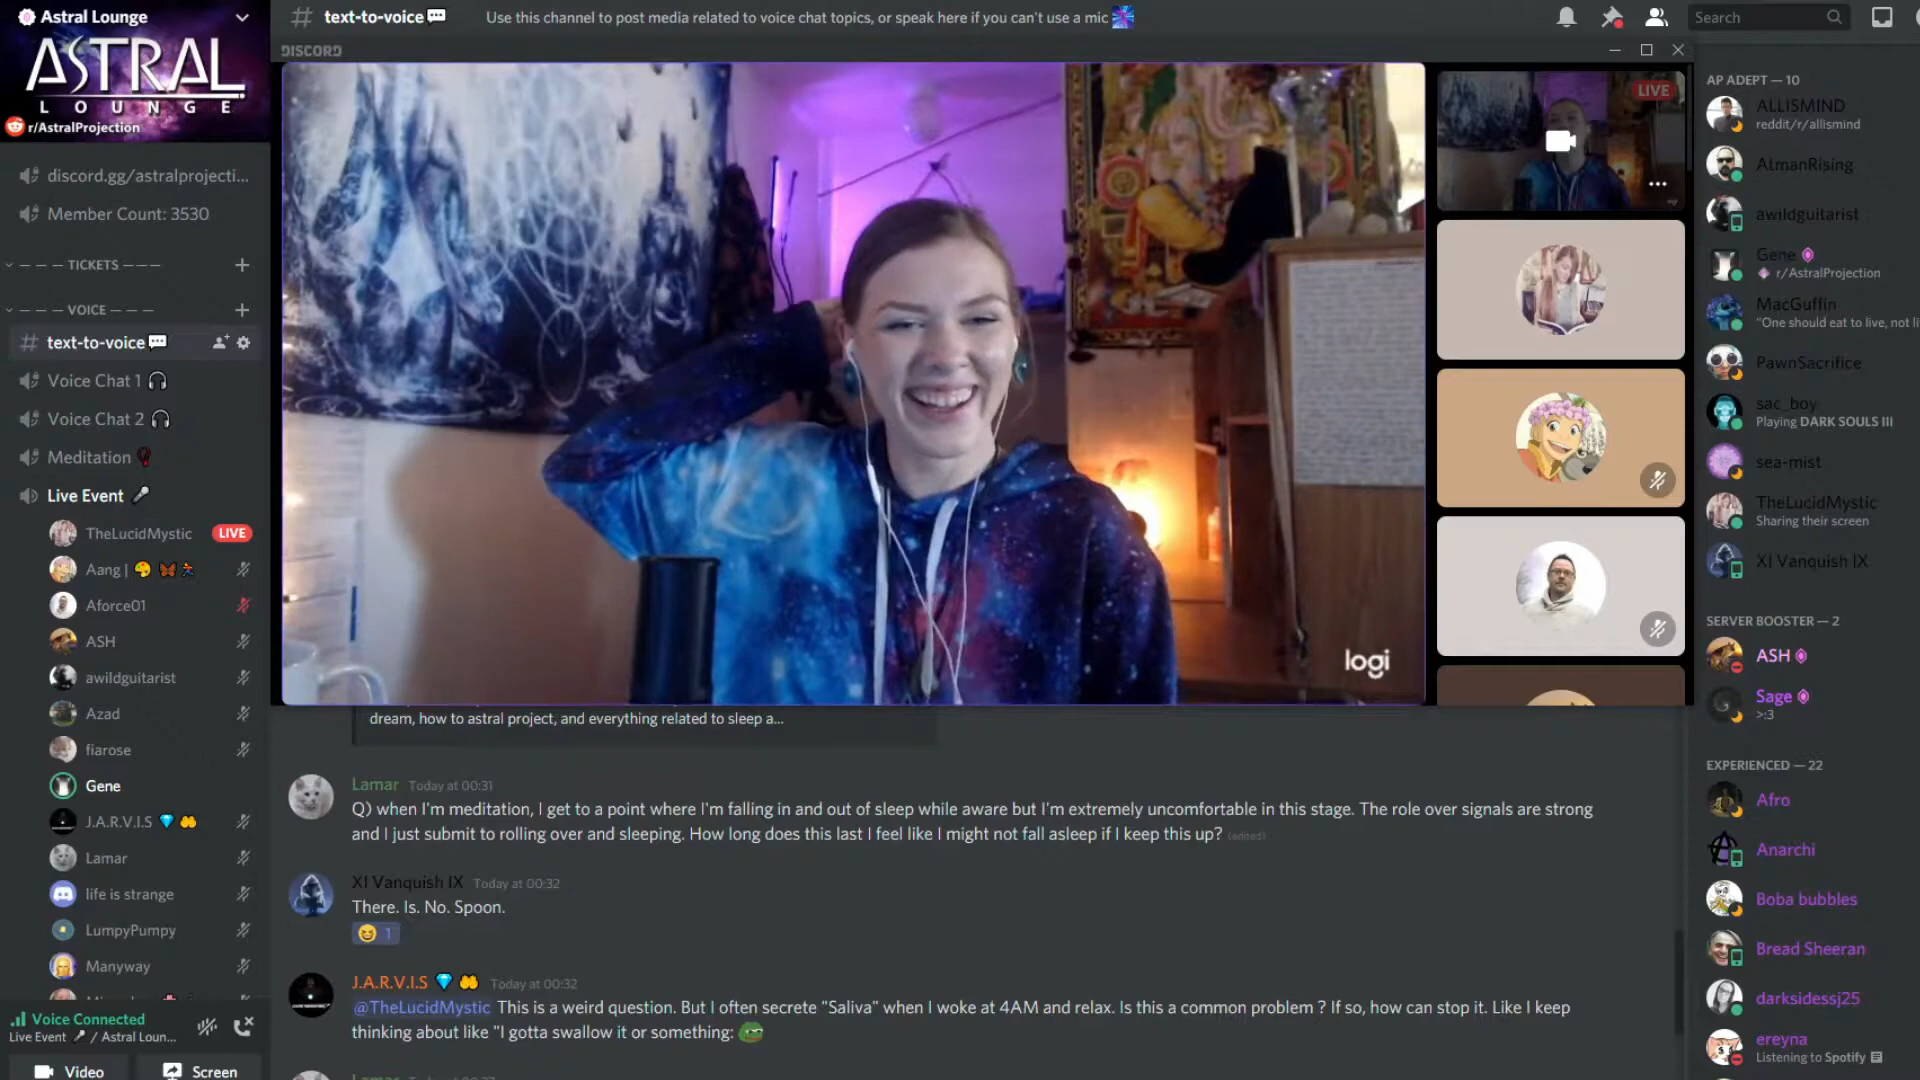 Astral Lounge
ASTRAL
LOUNGE
r/AstralProjection
discord.gg/astralprojecti...
Member Count: 3530
— — — TICKETS — — —
— — — VOICE — — —
text-to-voice💬
Voice Chat 1 🎧
Voice Chat 2 🎧
Meditation
Live Event 🎤
TheLucidMystic LIVE
Aang |
Aforce01
ASH
awildguitarist
Azad
fiarose
Gene
J.A.R.V.I.S 💎
Lamar
life is strange
LumpyPumpy
Manyway
Voice Connected
Live Event 🎤 / Astral Loun...
Video
Screen
# text-to-voice💬 Use this channel to post media related to voice chat topics, or speak here if you can't use a mic
Search
DISCORD
LIVE
logi
dream, how to astral project, and everything related to sleep a...
Lamar Today at 00:31
Q) when I'm meditation, I get to a point where I'm falling in and out of sleep while aware but I'm extremely uncomfortable in this stage. The role over signals are strong
and I just submit to rolling over and sleeping. How long does this last I feel like I might not fall asleep if I keep this up? (edited)
XI Vanquish IX Today at 00:32
There. Is. No. Spoon.
1
J.A.R.V.I.S 💎 Today at 00:32
@TheLucidMystic This is a weird question. But I often secrete "Saliva" when I woke at 4AM and relax. Is this a common problem ? If so, how can stop it. Like I keep
thinking about like "I gotta swallow it or something:
AP ADEPT — 10
ALLISMIND
reddit/r/allismind
AtmanRising
awildguitarist
Gene
r/AstralProjection
MacGuffin
"One should eat to live, not li
PawnSacrifice
sac_boy
Playing DARK SOULS III
sea-mist
TheLucidMystic
Sharing their screen
XI Vanquish IX
SERVER BOOSTER — 2
ASH
Sage
>:3
EXPERIENCED — 22
Afro
Anarchi
Boba bubbles
Bread Sheeran
darksidessj25
ereyna
Listening to Spotify